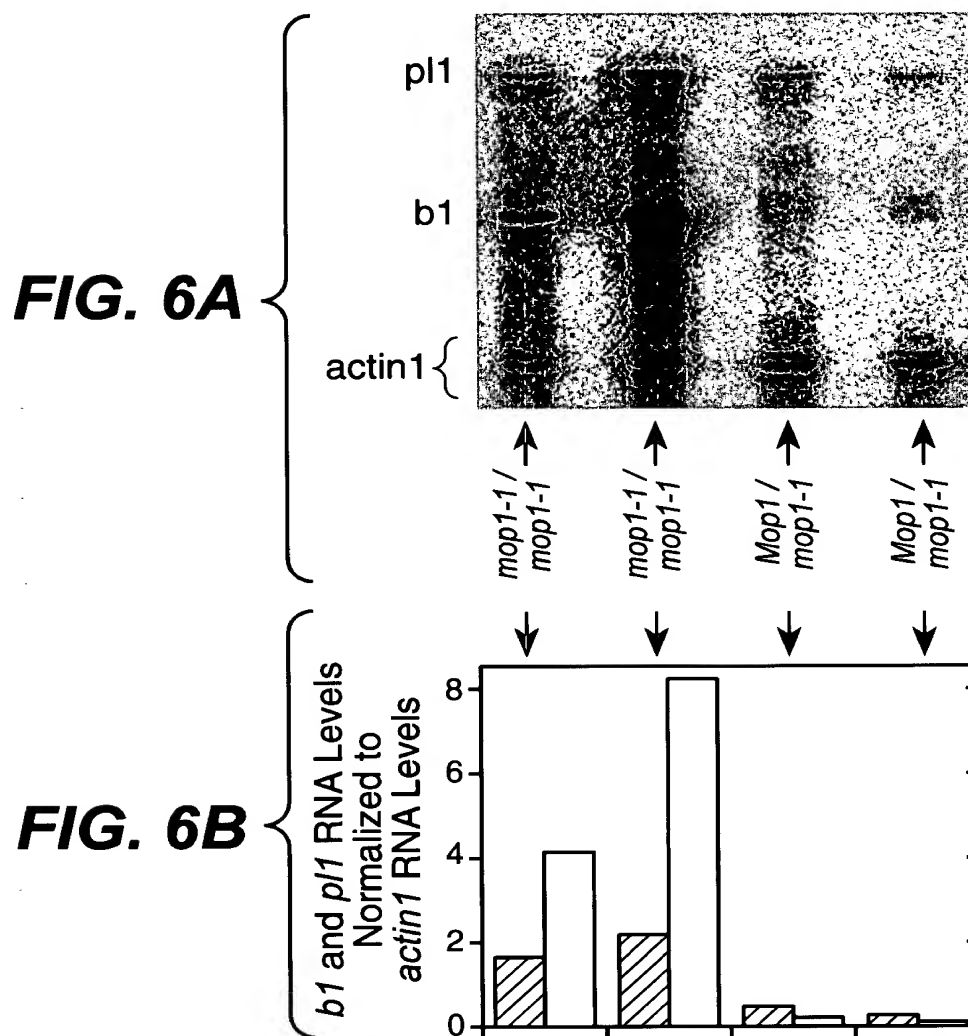 FIG. 6A
pl1
b1
actin1
mop1-1/
mop1-1
mop1-1/
mop1-1
Mop1/
mop1-1
Mop1/
mop1-1
FIG. 6B
b1 and pl1 RNA Levels
Normalized to
actin1 RNA Levels
8
6
4
2
0